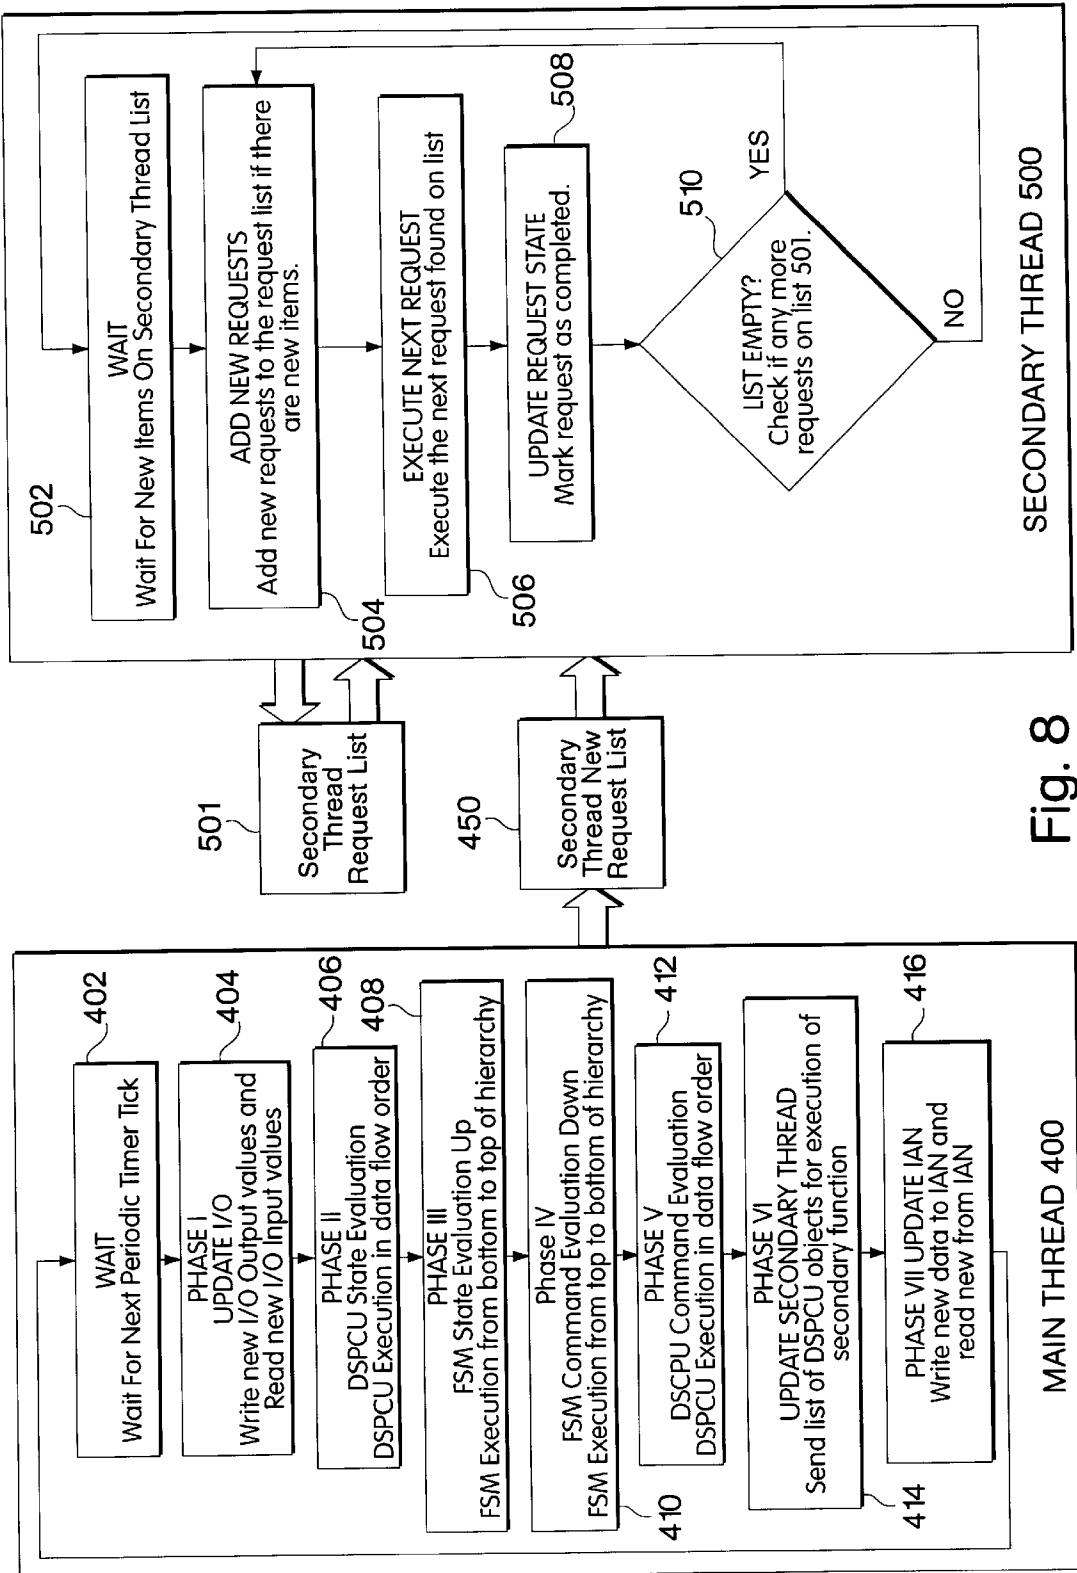 WAIT
Wait For Next Periodic Timer Tick
402
PHASE I
UPDATE I/O
Write new I/O Output values and
Read new I/O Input values
404
PHASE II
DSPCU State Evaluation
DSPCU Execution in data flow order
406
PHASE III
FSM State Evaluation Up
FSM Execution from bottom to top of hierarchy
408
Phase IV
FSM Command Evaluation Down
FSM Execution from top to bottom of hierarchy
410
PHASE V
DSCPU Command Evaluation
DSPCU Execution in data flow order
412
PHASE VI
UPDATE SECONDARY THREAD
Send list of DSPCU objects for execution of
secondary function
414
PHASE VII UPDATE IAN
Write new data to IAN and
read new from IAN
416
MAIN THREAD 400
501
Secondary
Thread
Request List
450
Secondary
Thread New
Request List
Fig. 8
502
WAIT
Wait For New Items On Secondary Thread List
ADD NEW REQUESTS
Add new requests to the request list if there
are new items.
504
EXECUTE NEXT REQUEST
Execute the next request found on list
506
UPDATE REQUEST STATE
Mark request as completed.
508
LIST EMPTY?
Check if any more
requests on list 501.
510
YES
NO
SECONDARY THREAD 500